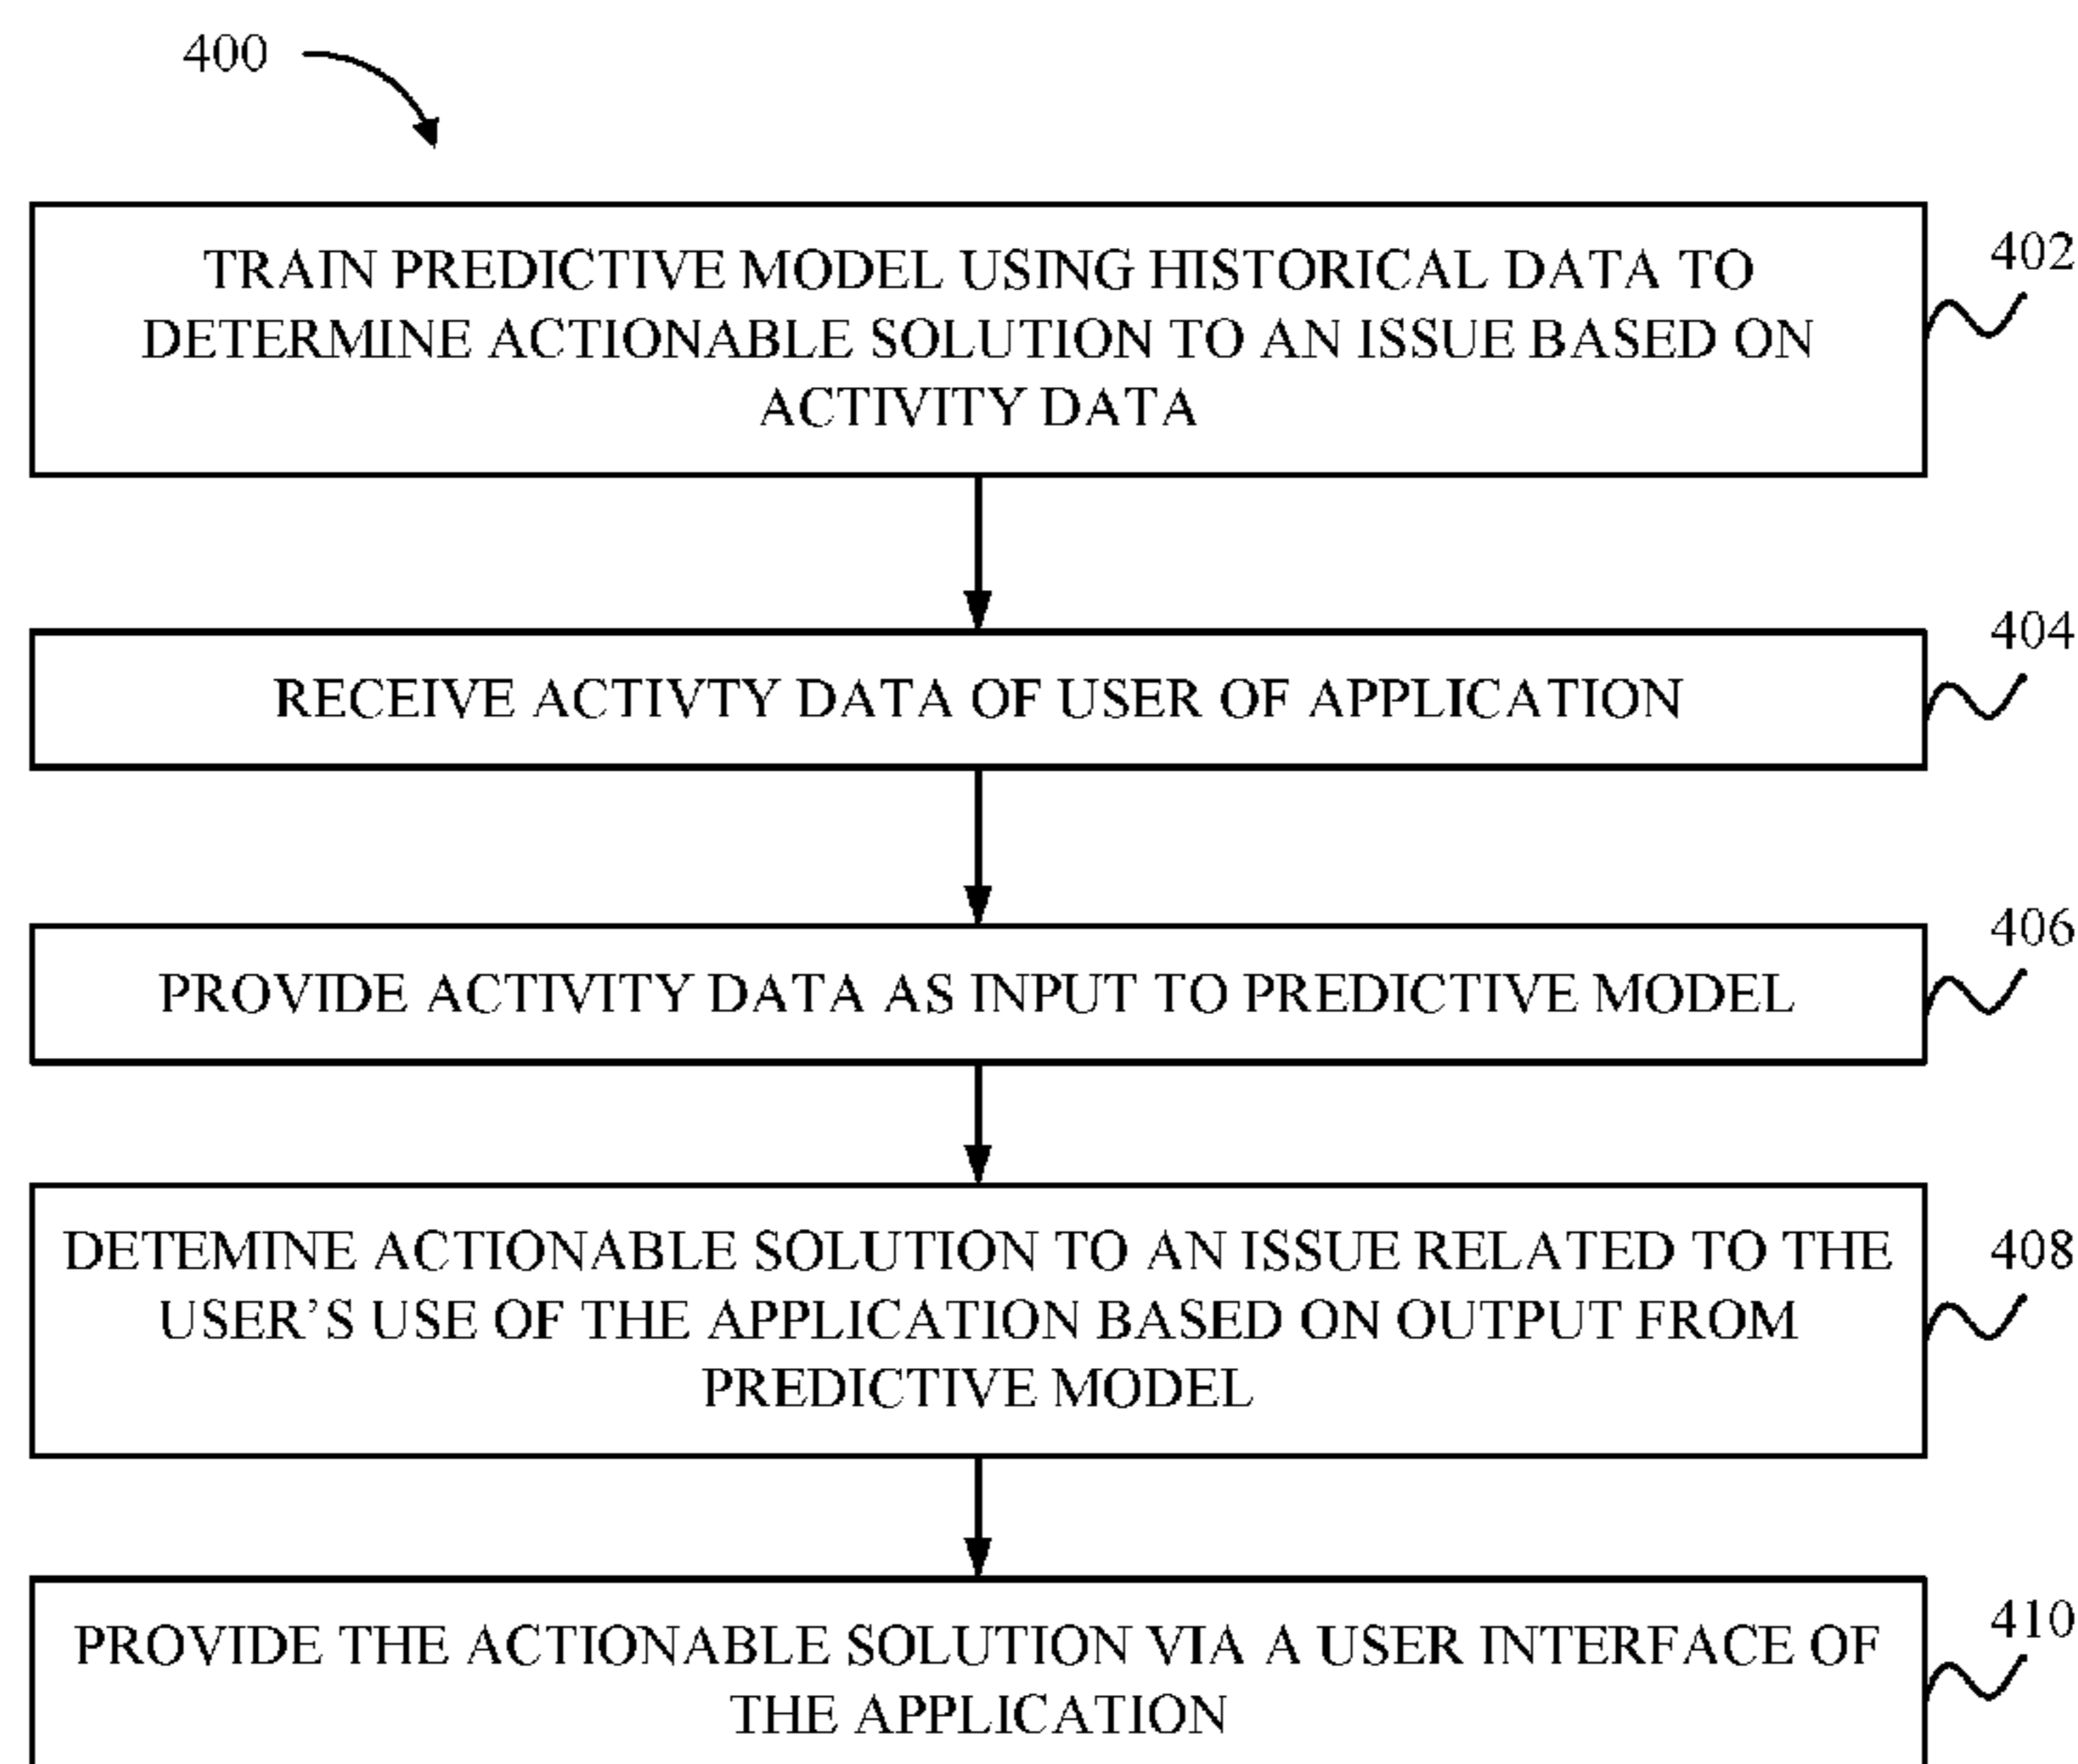 400
TRAIN PREDICTIVE MODEL USING HISTORICAL DATA TO
DETERMINE ACTIONABLE SOLUTION TO AN ISSUE BASED ON
ACTIVITY DATA
402
RECEIVE ACTIVTY DATA OF USER OF APPLICATION
404
PROVIDE ACTIVITY DATA AS INPUT TO PREDICTIVE MODEL
406
DETEMINE ACTIONABLE SOLUTION TO AN ISSUE RELATED TO THE
USER’S USE OF THE APPLICATION BASED ON OUTPUT FROM
PREDICTIVE MODEL
408
PROVIDE THE ACTIONABLE SOLUTION VIA A USER INTERFACE OF
THE APPLICATION
410